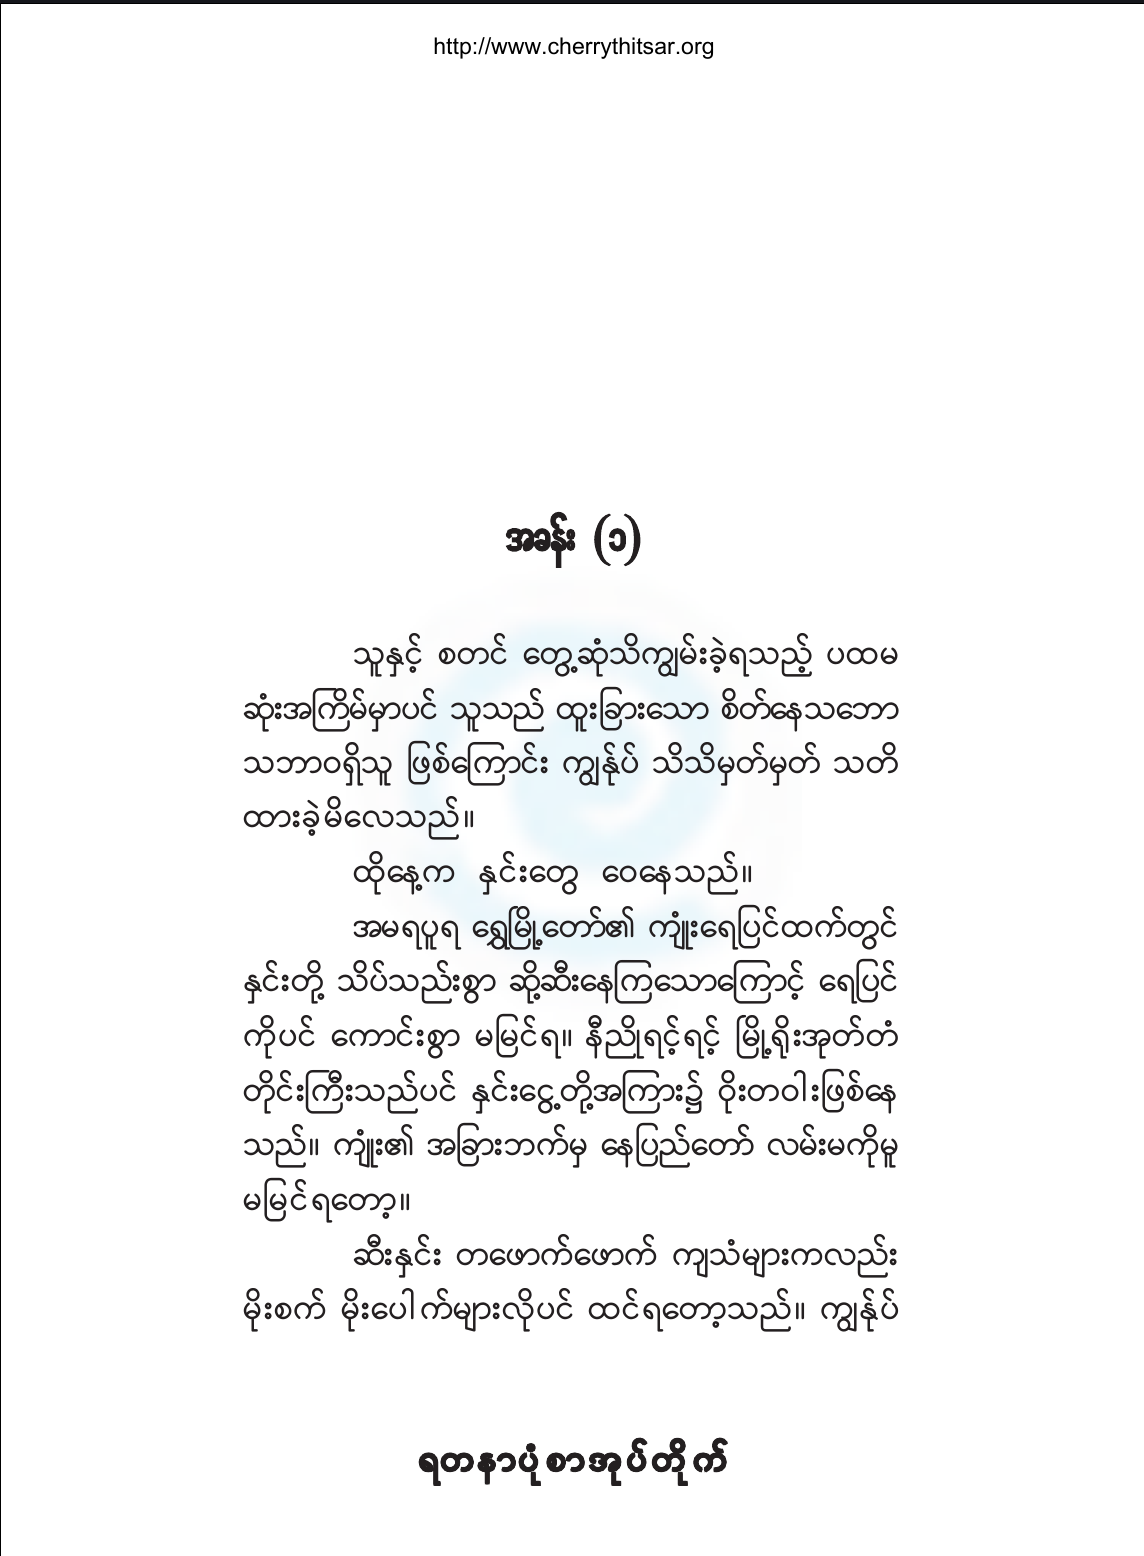 http://www.cherrythitsar.org
အခန်း (၁)
သူနှင့် စတင် တွေ့ဆုံသိကျွမ်းခဲ့ရသည့် ပထမ
ဆုံးအကြိမ်မှာပင် သူသည် ထူးခြားသော စိတ်နေသဘော
သဘာဝရှိသူ ဖြစ်ကြောင်း ကျွန်ုပ် သိသိမှတ်မှတ် သတိ
ထားခဲ့မိလေသည်။
ထိုနေ့က နှင်းတွေ ဝေနေသည်။
အမရပူရ ရွှေမြို့တော်၏ ကျုံးရေပြင်ထက်တွင်
နှင်းတို့ သိပ်သည်းစွာ ဆို့ဆီးနေကြသောကြောင့် ရေပြင်
ကိုပင် ကောင်းစွာ မမြင်ရ။ နီညိုရင့်ရင့် မြို့ရိုးအုတ်တံ
တိုင်းကြီးသည်ပင် နှင်းငွေ့တို့အကြား၌ ဝိုးတဝါးဖြစ်နေ
သည်။ ကျုံး၏ အခြားဘက်မှ နေပြည်တော် လမ်းမကိုမူ
မမြင်ရတော့။
ဆီးနှင်း တဖောက်ဖောက် ကျသံများကလည်း
မိုးစက် မိုးပေါက်များလိုပင် ထင်ရတော့သည်။ ကျွန်ုပ်
ရတနာပုံစာအုပ်တိုက်